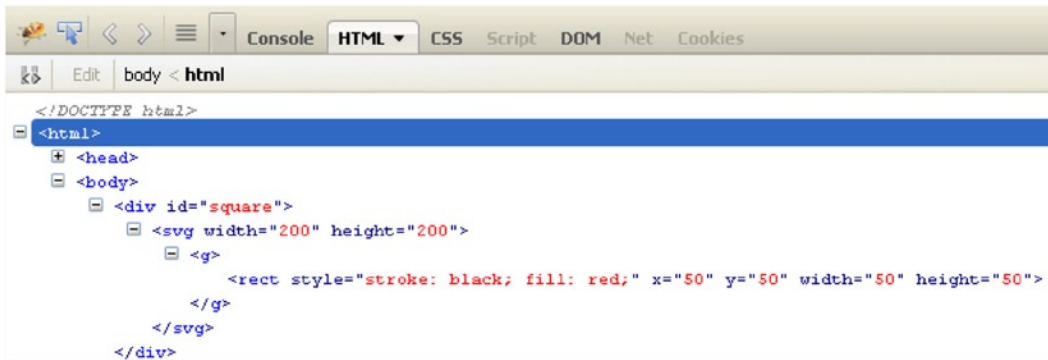 Console HTML CSS Script DOM Net Cookies
Edit body < html
<!DOCTYPE html>
<html>
<head>
<body>
<div id="square">
<svg width="200" height="200">
<g>
<rect style="stroke: black; fill: red;" x="50" y="50" width="50" height="50">
</g>
</svg>
</div>